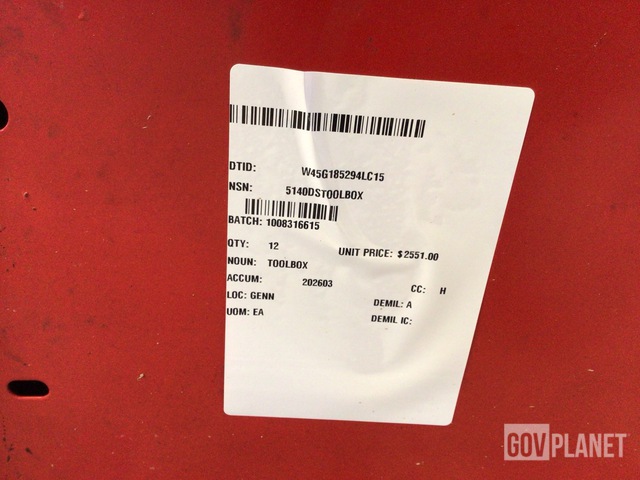 DTID: W45G185294LC15
NSN: 5140DSTOOLBOX
BATCH: 1008316615
QTY: 12 UNIT PRICE: $2551.00
NOUN: TOOLBOX
ACCUM: 202603 CC: H
LOC: GENN DEMIL: A
UOM: EA DEMIL IC:
GOVPLANET